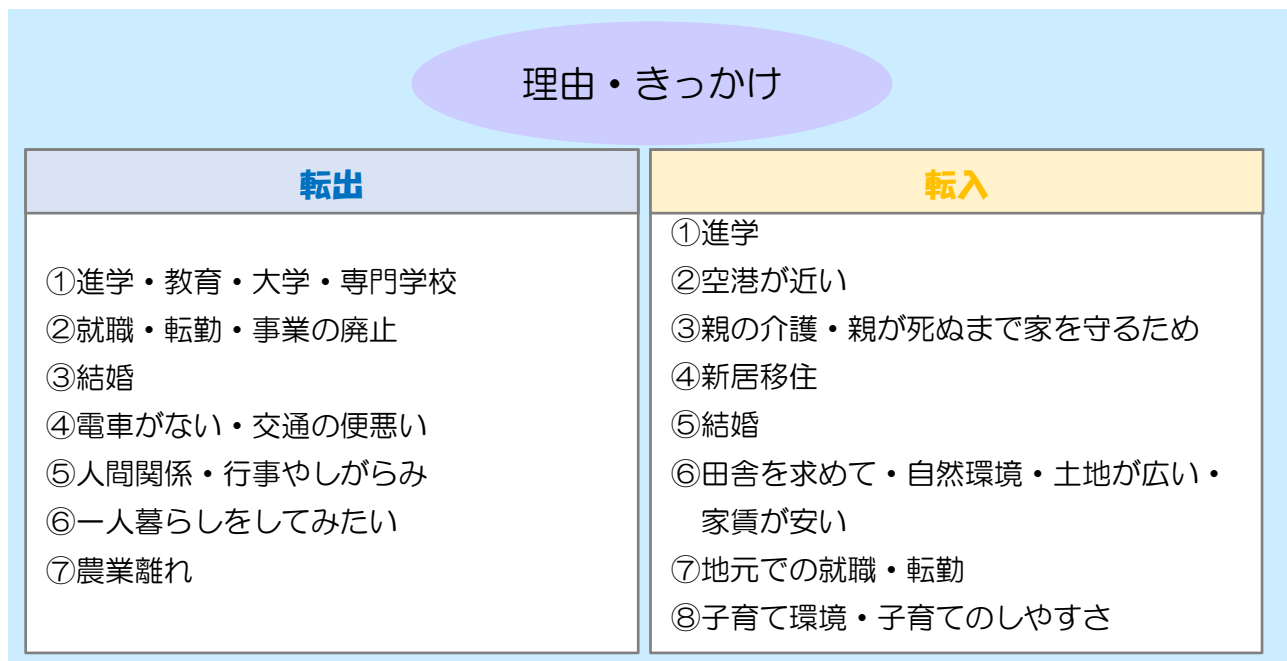 理由・きっかけ
転出
①進学・教育・大学・専門学校
②就職・転勤・事業の廃止
③結婚
④電車がない・交通の便悪い
⑤人間関係・行事やしがらみ
⑥一人暮らしをしてみたい
⑦農業離れ
転入
①進学
②空港が近い
③親の介護・親が死ぬまで家を守るため
④新居移住
⑤結婚
⑥田舎を求めて・自然環境・土地が広い・
家賃が安い
⑦地元での就職・転勤
⑧子育て環境・子育てのしやすさ